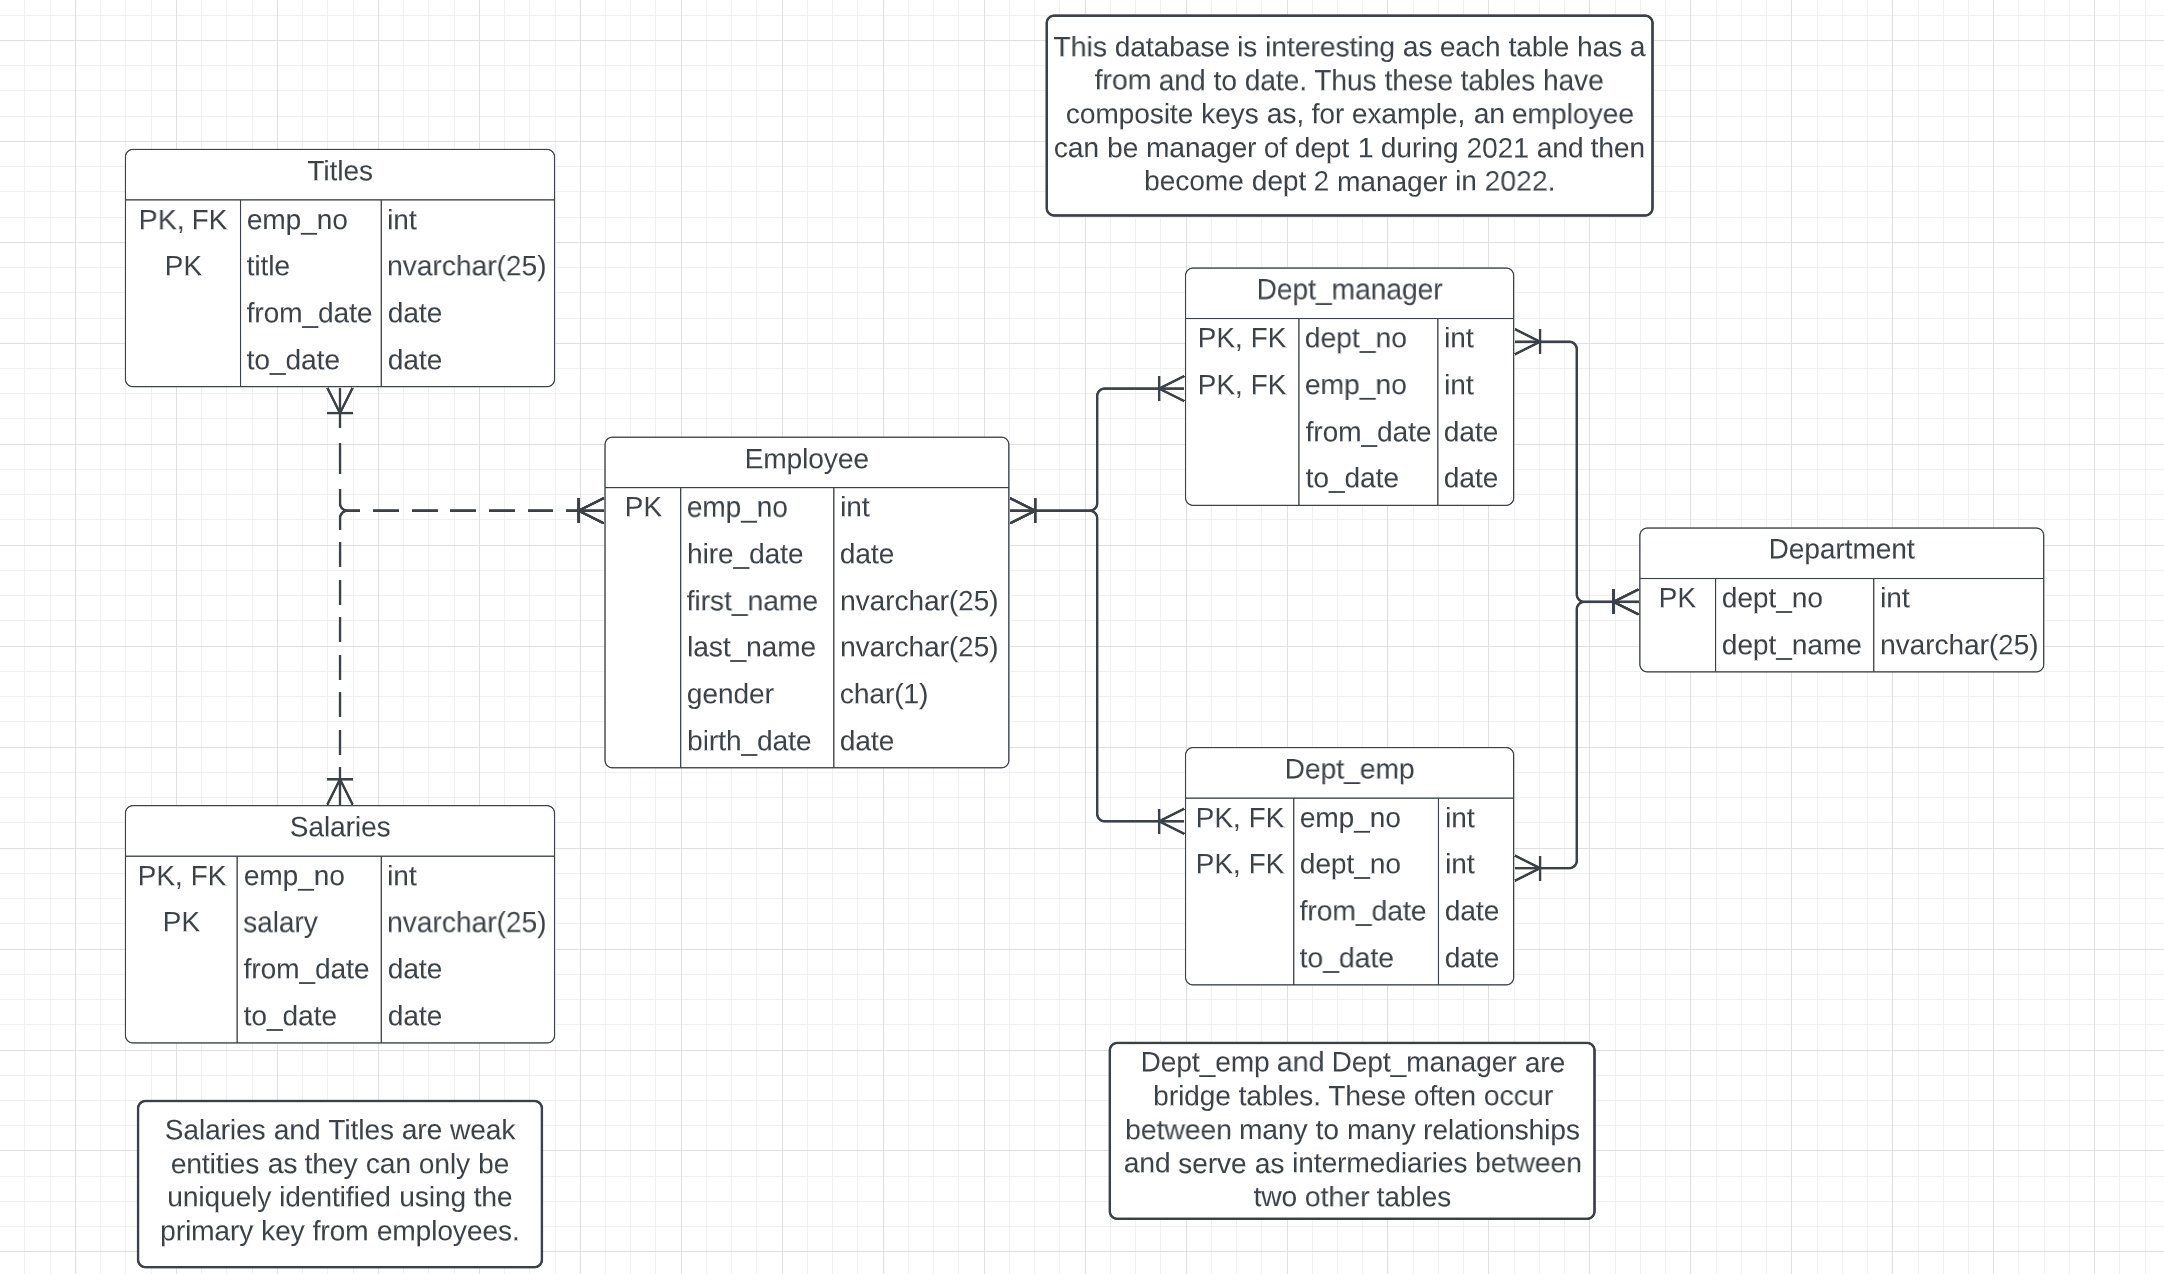 This database is interesting as each table has a
from and to date. Thus these tables have
composite keys as, for example, an employee
can be manager of dept 1 during 2021 and then
become dept 2 manager in 2022.
Titles
PK, FK emp_no int
PK title nvarchar(25)
from_date date
to_date date
Dept_manager
PK, FK dept_no int
PK, FK emp_no int
from_date date
to_date date
Employee
PK emp_no int
hire_date date
first_name nvarchar(25)
last_name nvarchar(25)
gender char(1)
birth_date date
Department
PK dept_no int
dept_name nvarchar(25)
Dept_emp
PK, FK emp_no int
PK, FK dept_no int
from_date date
to_date date
Salaries
PK, FK emp_no int
PK salary nvarchar(25)
from_date date
to_date date
Dept_emp and Dept_manager are
bridge tables. These often occur
between many to many relationships
and serve as intermediaries between
two other tables
Salaries and Titles are weak
entities as they can only be
uniquely identified using the
primary key from employees.